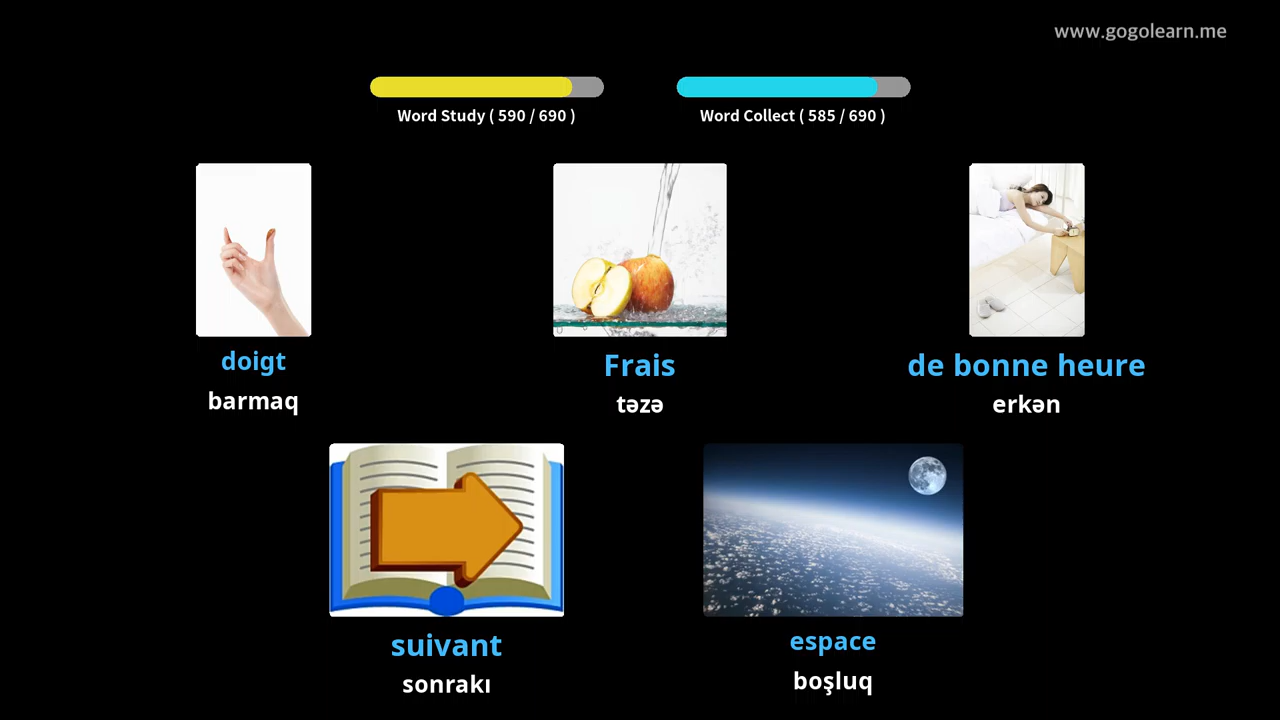 www.gogolearn.me
Word Study ( 590 / 690 )
Word Collect ( 585 / 690 )
doigt
barmaq
Frais
təzə
de bonne heure
erkən
suivant
sonrakı
espace
boşluq